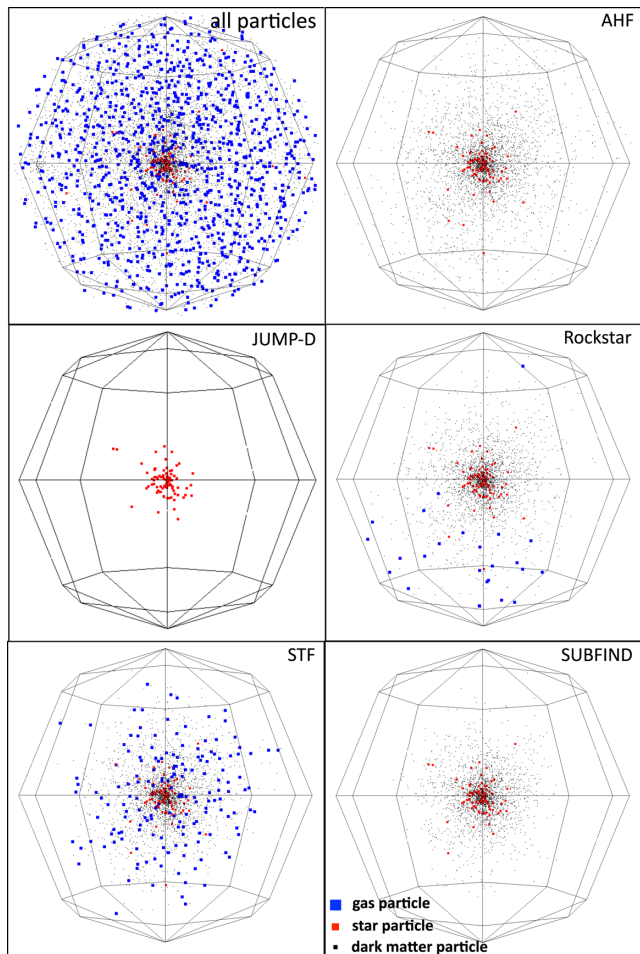 all particles
AHF
JUMP-D
Rockstar
STF
SUBFIND
gas particle
star particle
dark matter particle